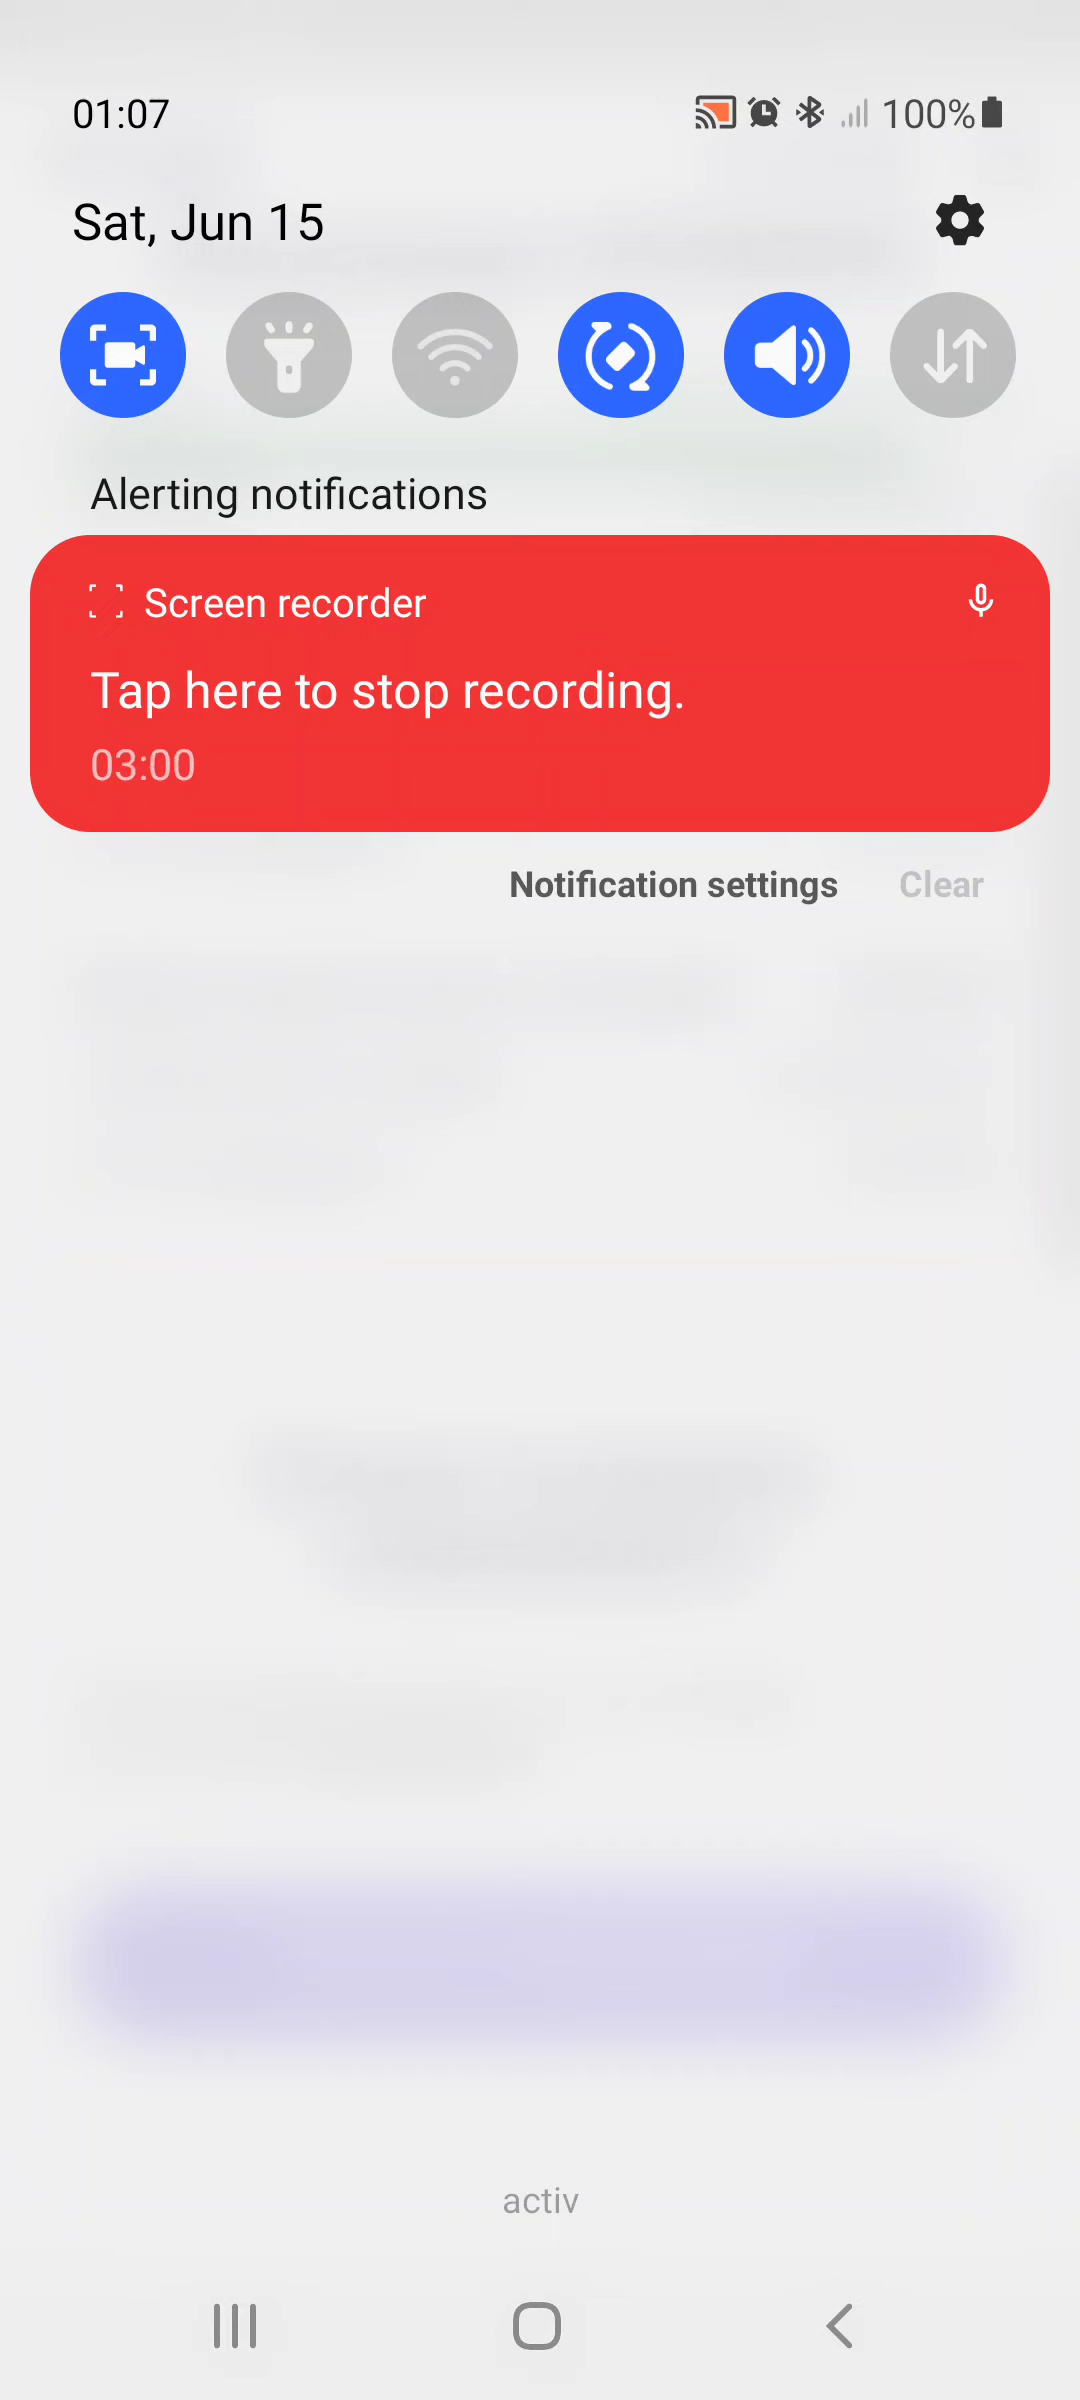 01:07
100%
Sat, Jun 15
Alerting notifications
Screen recorder
Tap here to stop recording.
03:00
Notification settings
Clear
activ